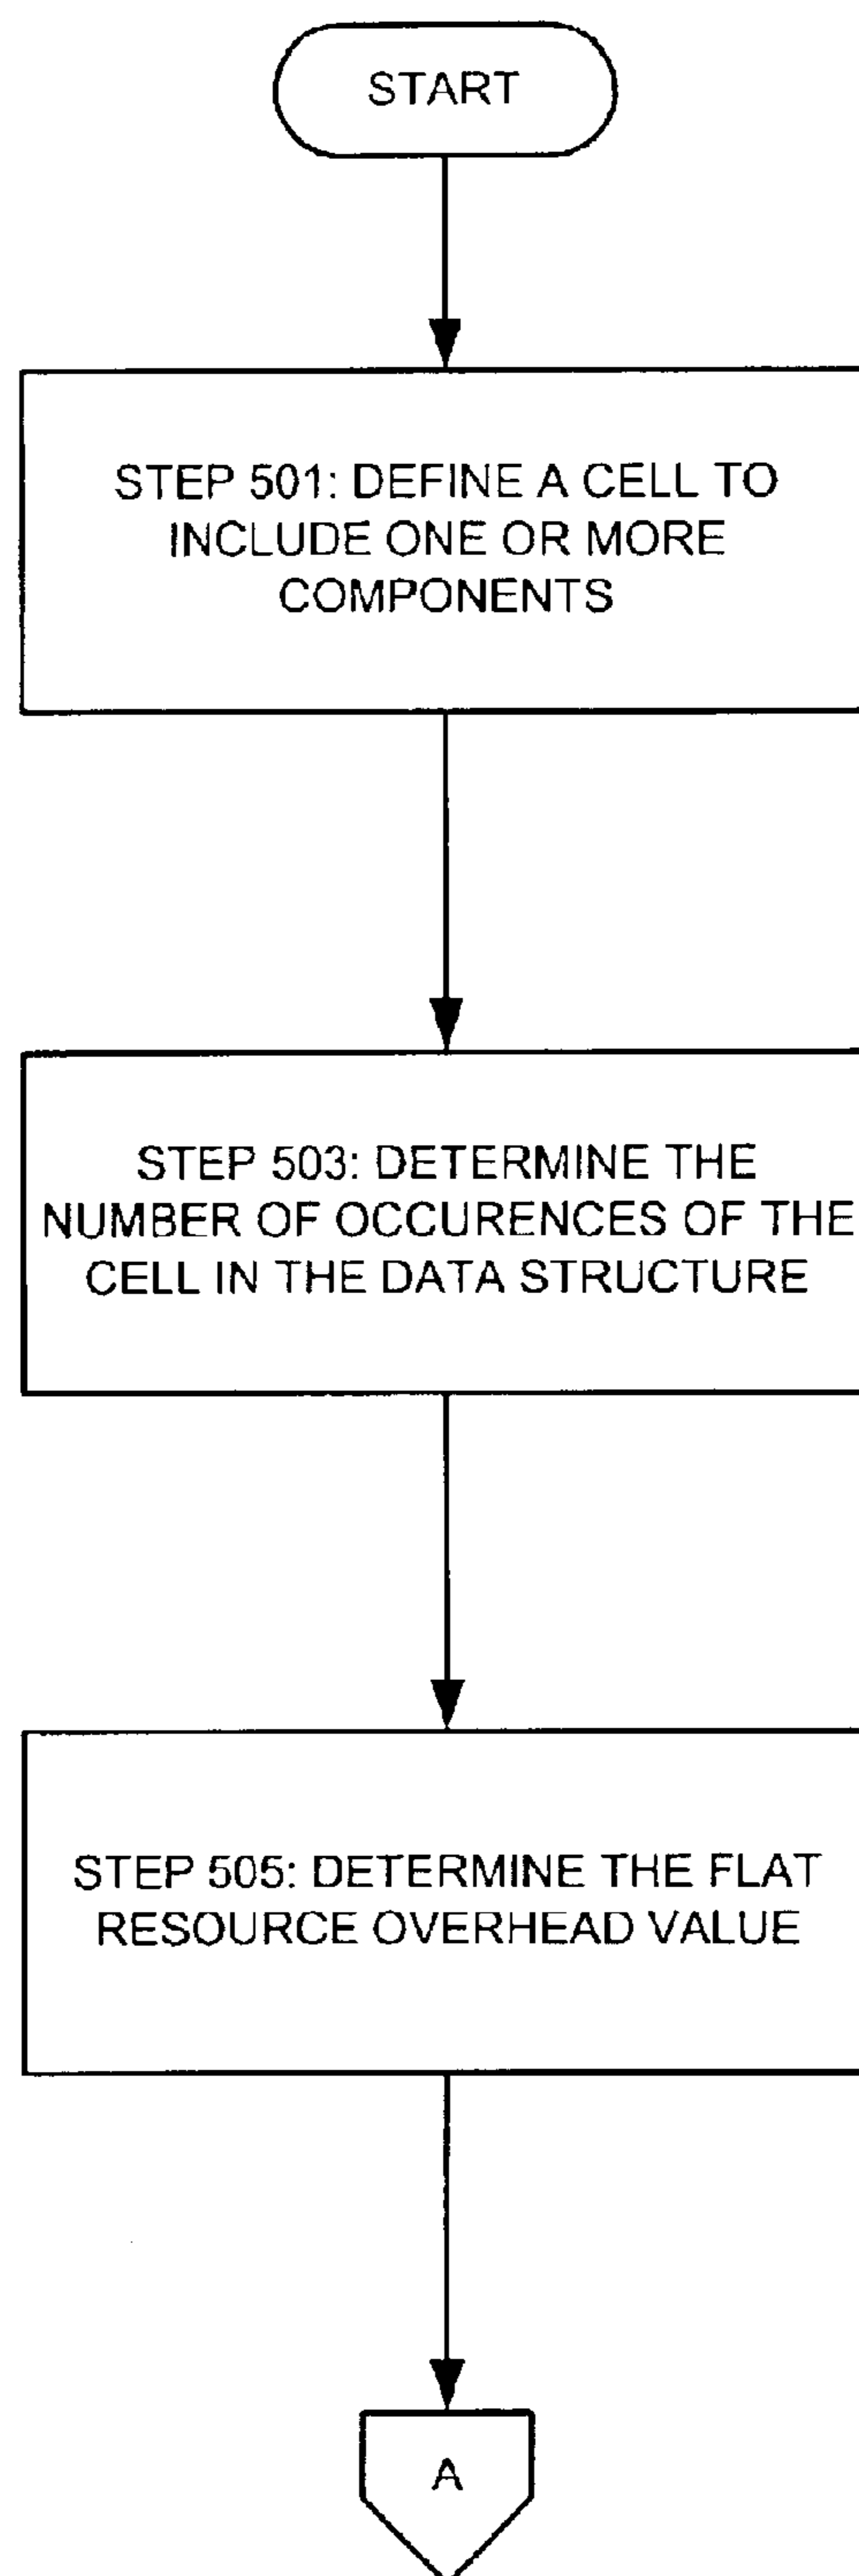 START
STEP 501: DEFINE A CELL TO
INCLUDE ONE OR MORE
COMPONENTS
STEP 503: DETERMINE THE
NUMBER OF OCCURENCES OF THE
CELL IN THE DATA STRUCTURE
STEP 505: DETERMINE THE FLAT
RESOURCE OVERHEAD VALUE
A